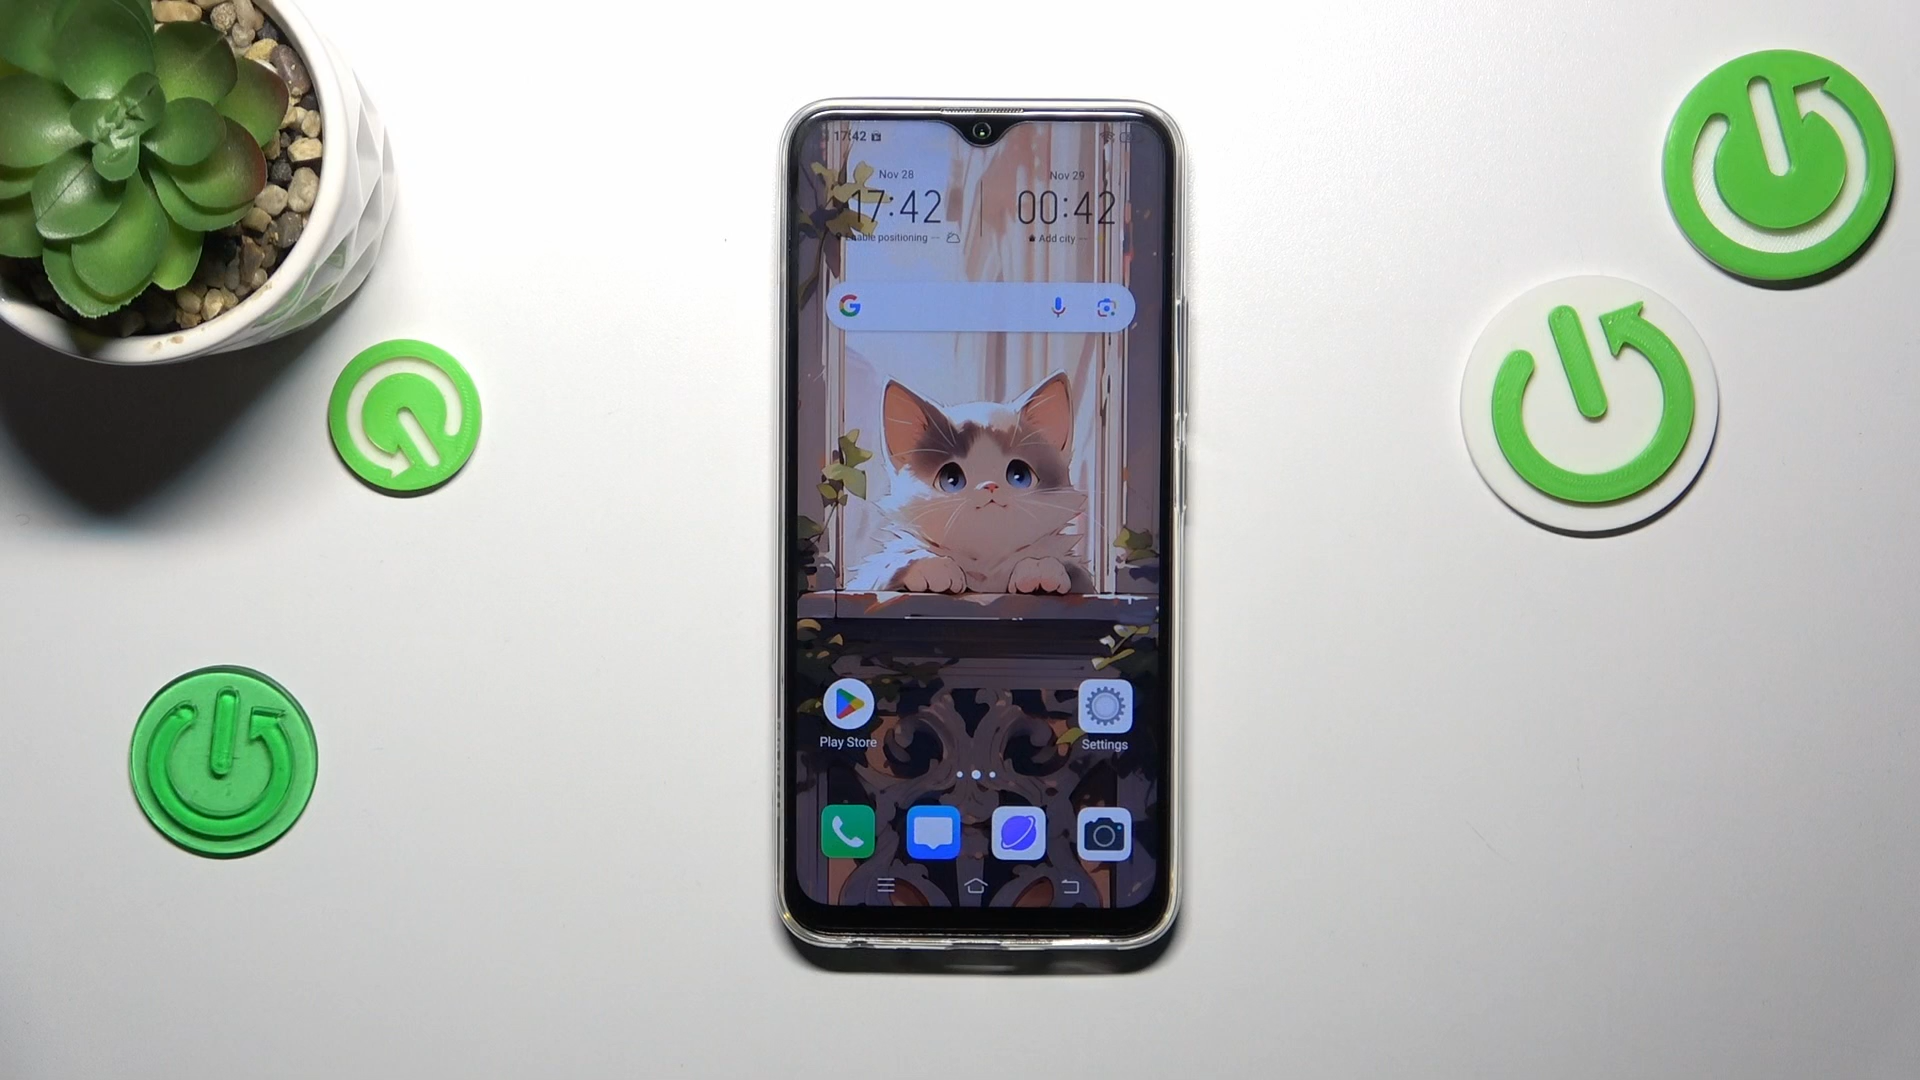 17:42
Nov 28
Nov 29
17:42
00:42
Enable positioning --
Add city --
Play Store
Settings